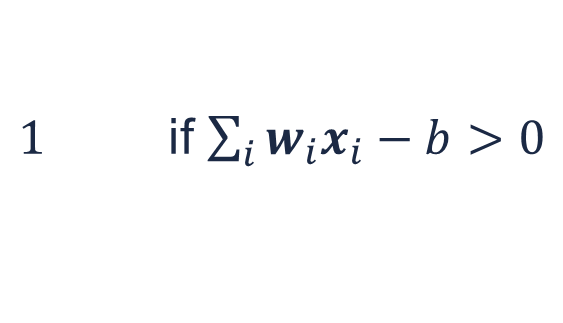 1 if ∑ᵢ 𝒘ᵢ𝒙ᵢ − 𝑏 > 0